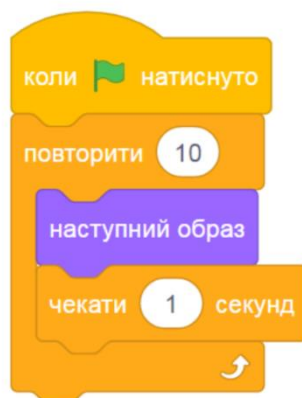 коли натиснуто
повторити 10
наступний образ
чекати 1 секунд